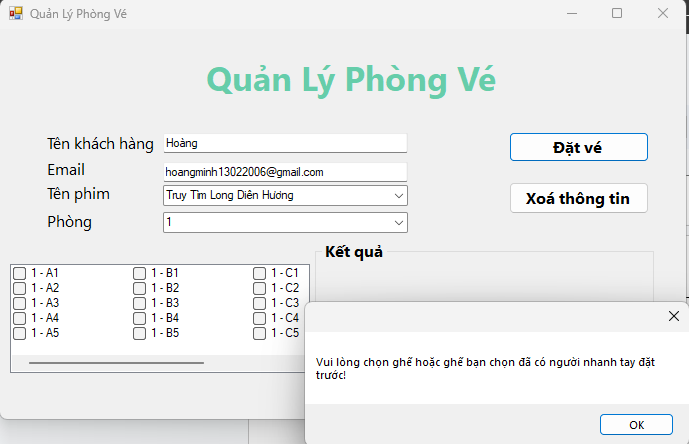 Quản Lý Phòng Vé
Quản Lý Phòng Vé
Tên khách hàng
Hoàng
Đặt vé
Email
hoangminh13022006@gmail.com
Tên phim
Truy Tìm Long Diên Hương
Xoá thông tin
Phòng
1
Kết quả
1 - A1 1 - B1 1 - C1
1 - A2 1 - B2 1 - C2
1 - A3 1 - B3 1 - C3
1 - A4 1 - B4 1 - C4
1 - A5 1 - B5 1 - C5
Vui lòng chọn ghế hoặc ghế bạn chọn đã có người nhanh tay đặt
trước!
OK